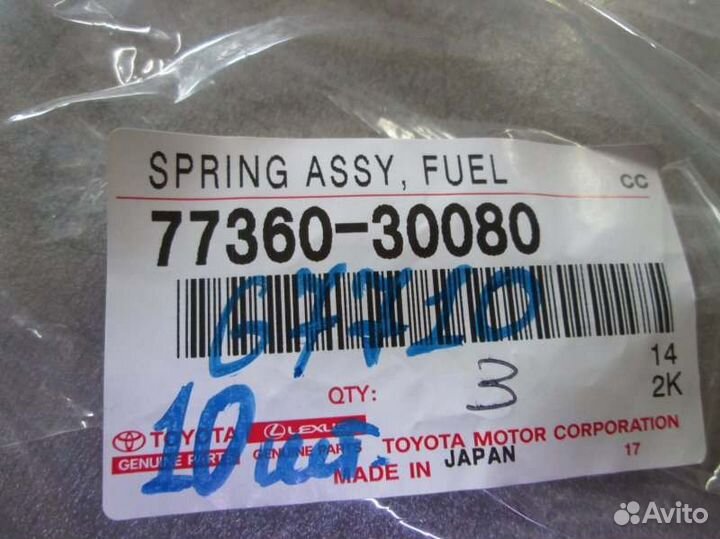 SPRING ASSY, FUEL CC
77360-30080
67710
14
QTY: 3 2K
10 шт.
TOYOTA LEXUS TOYOTA MOTOR CORPORATION
GENUINE PARTS GENUINE PARTS MADE IN JAPAN 17
Avito